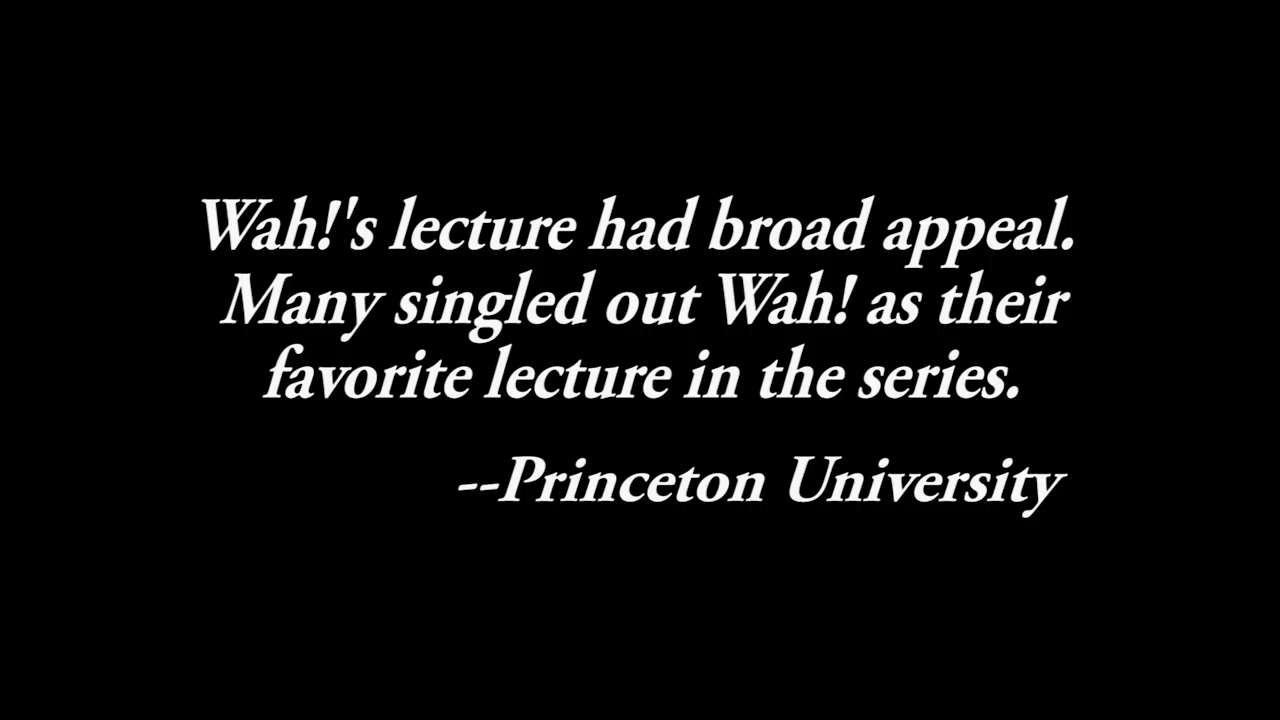 Wah!'s lecture had broad appeal.
Many singled out Wah! as their
favorite lecture in the series.
--Princeton University